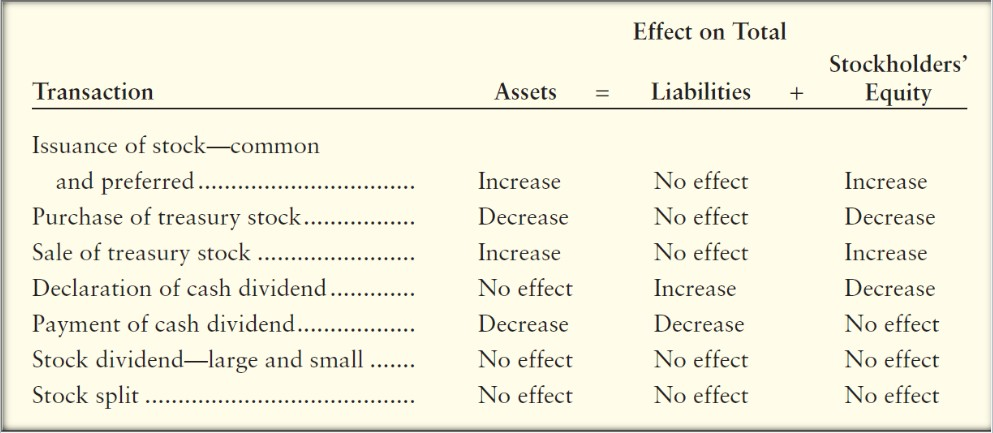 Effect on Total
Stockholders’
Transaction Assets = Liabilities + Equity
Issuance of stock—common
and preferred ................................. Increase No effect Increase
Purchase of treasury stock ................. Decrease No effect Decrease
Sale of treasury stock ........................ Increase No effect Increase
Declaration of cash dividend ............. No effect Increase Decrease
Payment of cash dividend .................. Decrease Decrease No effect
Stock dividend—large and small ....... No effect No effect No effect
Stock split ......................................... No effect No effect No effect